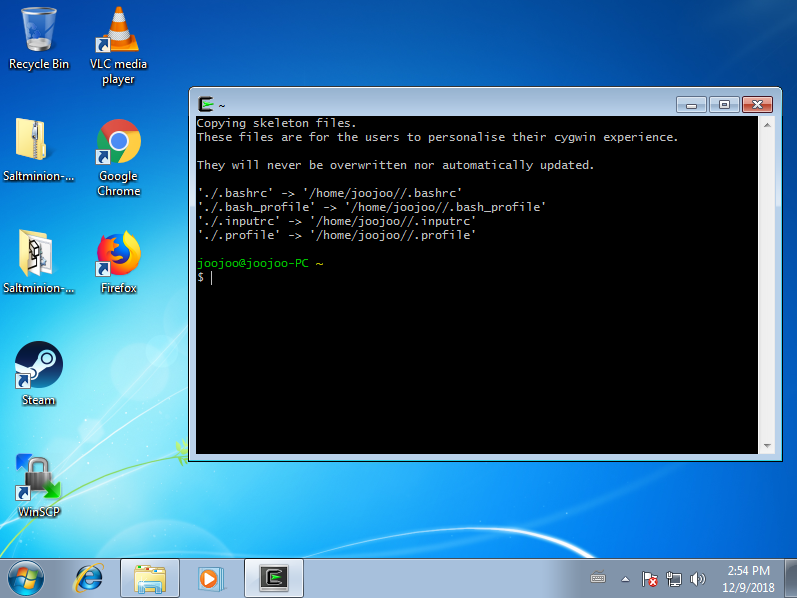 Recycle Bin
VLC media
player
Saltminion-...
Google
Chrome
Saltminion-...
Firefox
Steam
WinSCP
~
Copying skeleton files.
These files are for the users to personalise their cygwin experience.
They will never be overwritten nor automatically updated.
'./.bashrc' -> '/home/joojoo//.bashrc'
'./.bash_profile' -> '/home/joojoo//.bash_profile'
'./.inputrc' -> '/home/joojoo//.inputrc'
'./.profile' -> '/home/joojoo//.profile'
joojoo@joojoo-PC ~
$
2:54 PM
12/9/2018